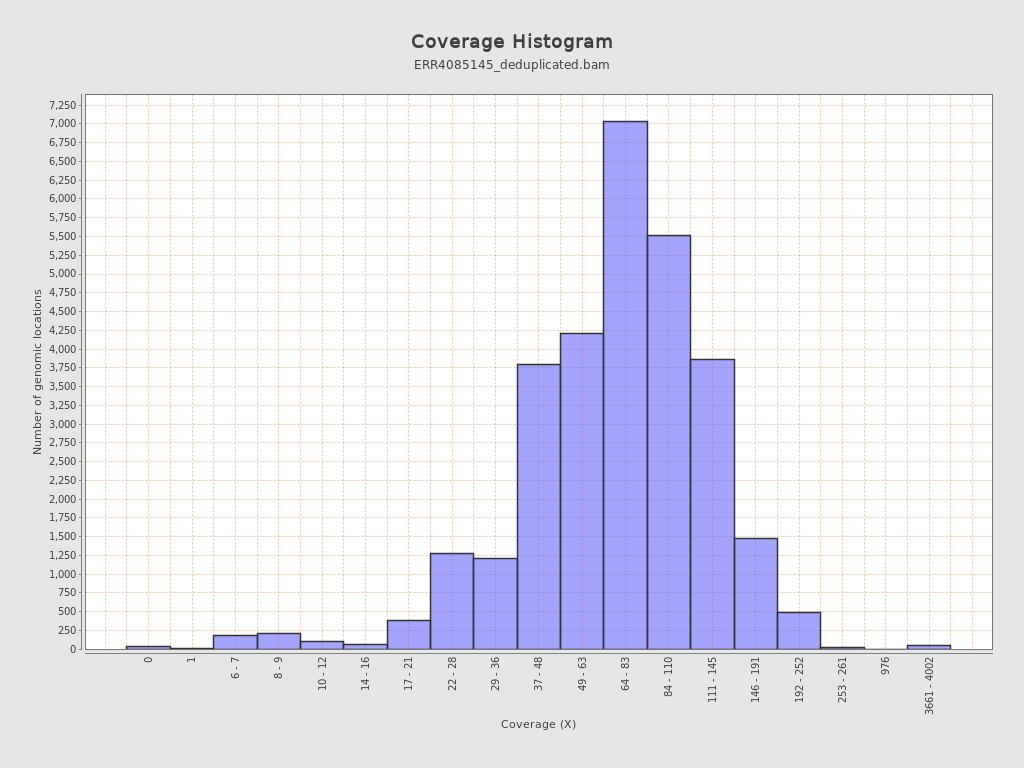 Coverage Histogram
ERR4085145_deduplicated.bam
7,250
7,000
6,750
6,500
6,250
6,000
5,750
5,500
5,250
5,000
4,750
4,500
4,250
4,000
3,750
3,500
3,250
3,000
2,750
2,500
2,250
2,000
1,750
1,500
1,250
1,000
750
500
250
0
Number of genomic locations
0
1
6 - 7
8 - 9
10 - 12
14 - 16
17 - 21
22 - 28
29 - 36
37 - 48
49 - 63
64 - 83
84 - 110
111 - 145
146 - 191
192 - 252
253 - 261
976
3661 - 4002
Coverage (X)